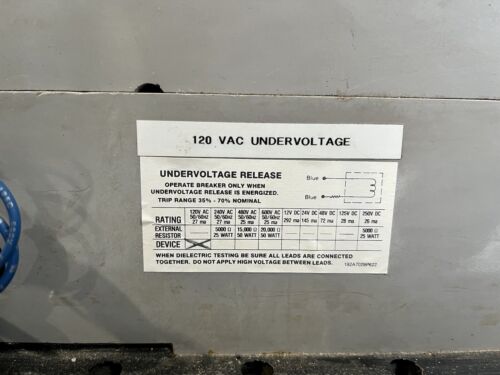 120 VAC UNDERVOLTAGE
UNDERVOLTAGE RELEASE
OPERATE BREAKER ONLY WHEN
UNDERVOLTAGE RELEASE IS ENERGIZED.
TRIP RANGE 35% - 70% NOMINAL
Blue
Blue
RATING 120V AC 50/60Hz 27 ma 240V AC 50/60Hz 27 ma 480V AC 50/60Hz 25 ma 600V AC 50/60Hz 25 ma 12V DC 292 ma 24V DC 145 ma 48V DC 72 ma 125V DC 28 ma 250V DC 26 ma
EXTERNAL RESISTOR 5000 Ω 25 WATT 15,000 Ω 50 WATT 20,000 Ω 50 WATT 5000 Ω 25 WATT
DEVICE
WHEN DIELECTRIC TESTING BE SURE ALL LEADS ARE CONNECTED
TOGETHER. DO NOT APPLY HIGH VOLTAGE BETWEEN LEADS.